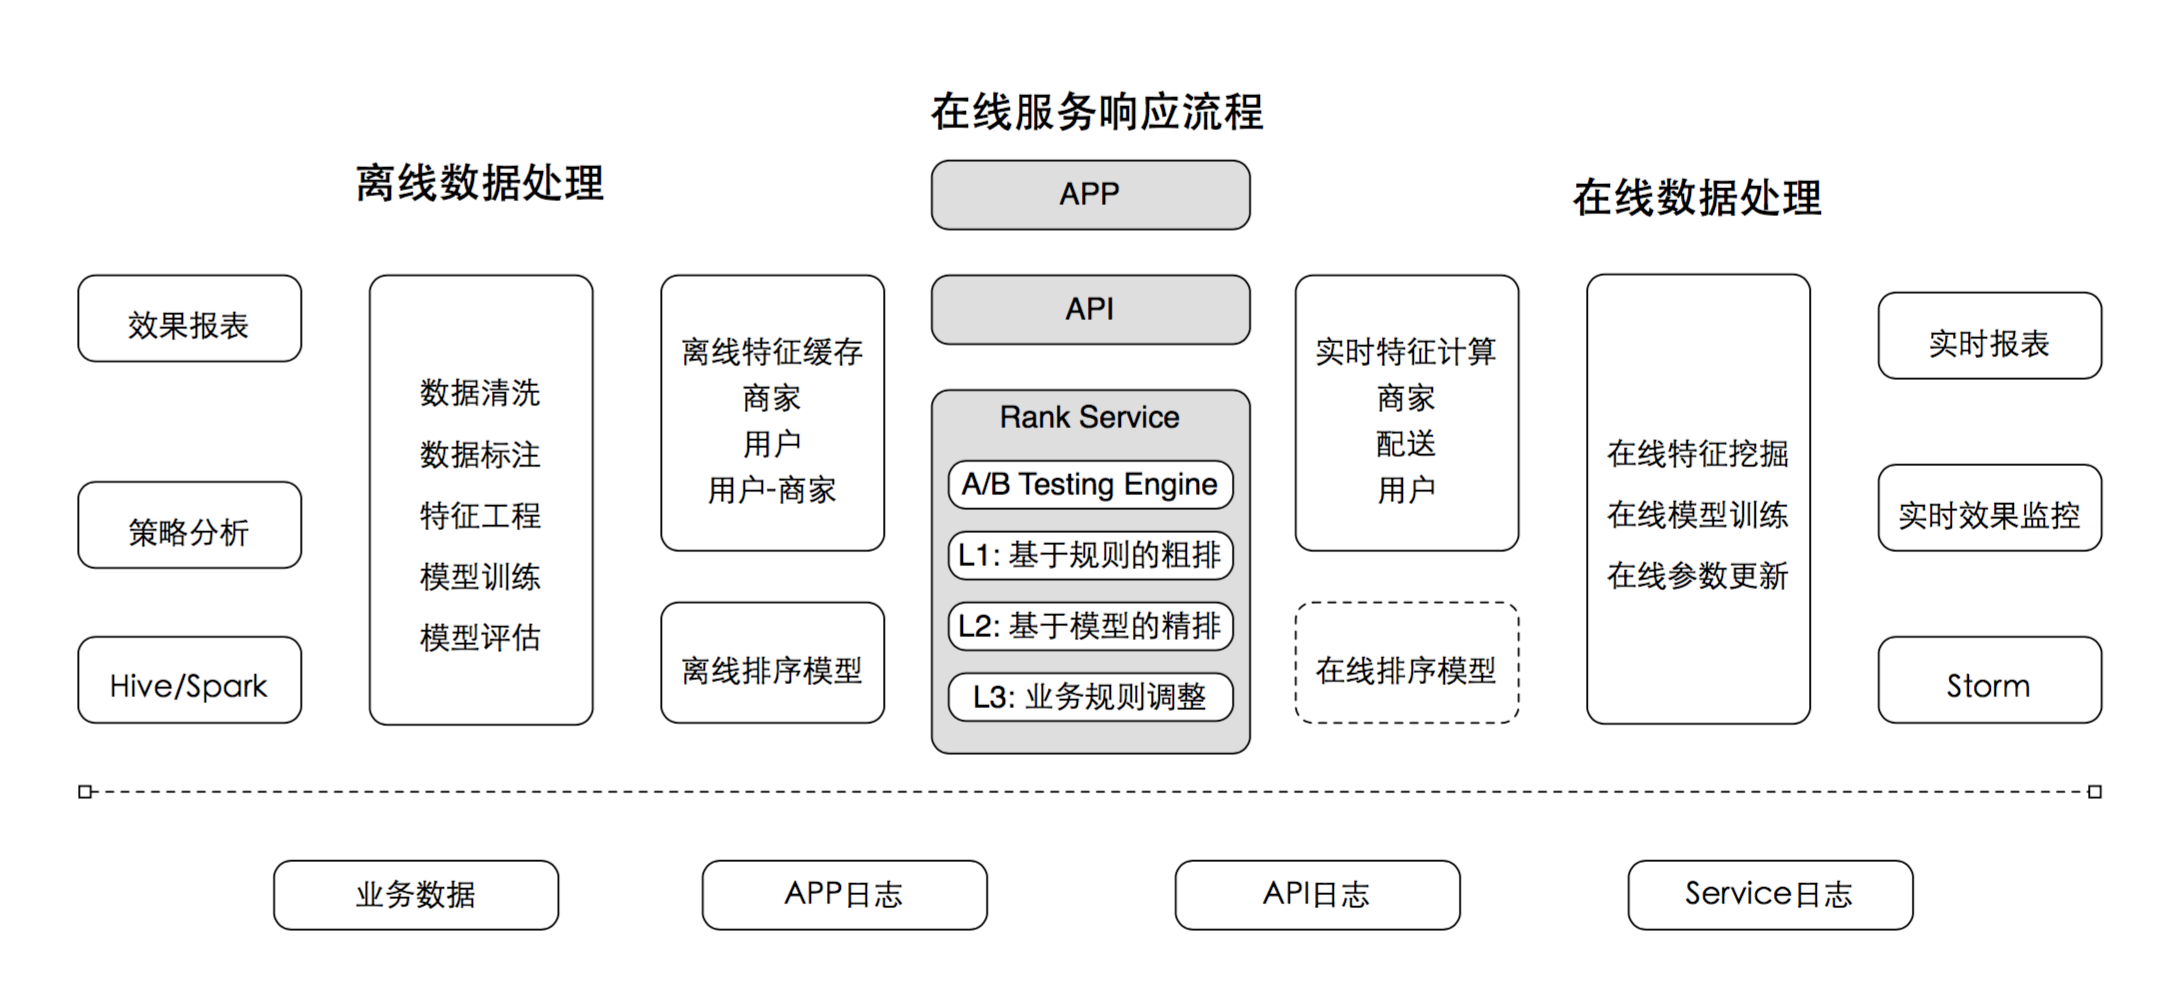 在线服务响应流程
离线数据处理
在线数据处理
效果报表
策略分析
Hive/Spark
数据清洗
数据标注
特征工程
模型训练
模型评估
离线特征缓存
商家
用户
用户-商家
离线排序模型
APP
API
Rank Service
A/B Testing Engine
L1: 基于规则的粗排
L2: 基于模型的精排
L3: 业务规则调整
实时特征计算
商家
配送
用户
在线排序模型
在线特征挖掘
在线模型训练
在线参数更新
实时报表
实时效果监控
Storm
业务数据
APP日志
API日志
Service日志